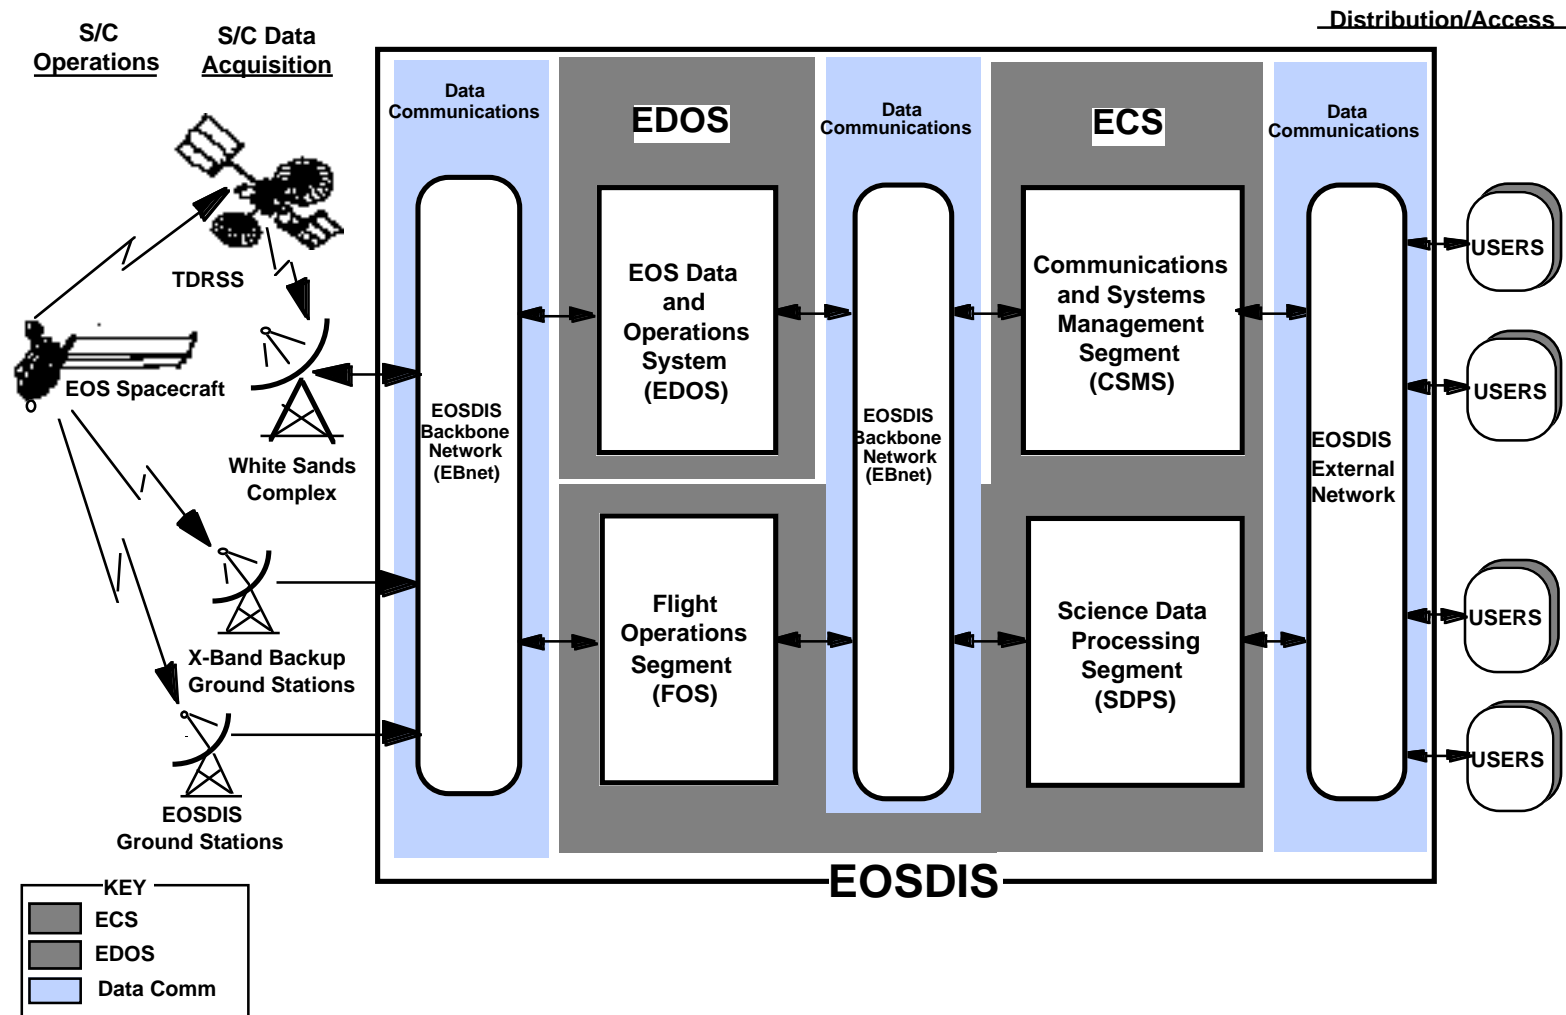 S/C
Operations
S/C Data
Acquisition
Distribution/Access
Data
Communications
EDOS
Data
Communications
ECS
Data
Communications
TDRSS
EOS Spacecraft
White Sands
Complex
X-Band Backup
Ground Stations
EOSDIS
Ground Stations
EOSDIS
Backbone
Network
(EBnet)
EOS Data
and
Operations
System
(EDOS)
Flight
Operations
Segment
(FOS)
EOSDIS
Backbone
Network
(EBnet)
Communications
and Systems
Management
Segment
(CSMS)
Science Data
Processing
Segment
(SDPS)
EOSDIS
External
Network
USERS
USERS
USERS
USERS
EOSDIS
KEY
ECS
EDOS
Data Comm